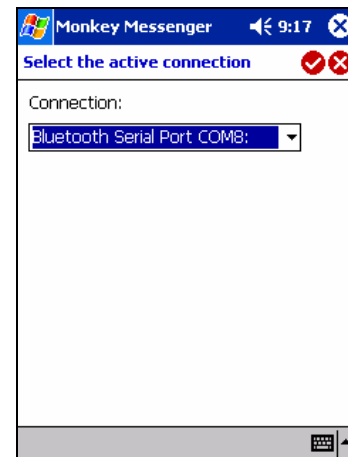 Monkey Messenger 9:17
Select the active connection
Connection:
Bluetooth Serial Port COM8: